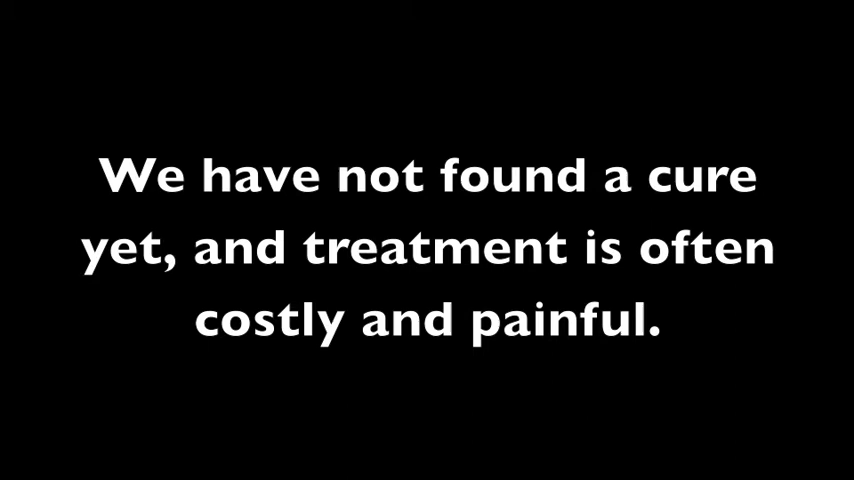 We have not found a cure
yet, and treatment is often
costly and painful.